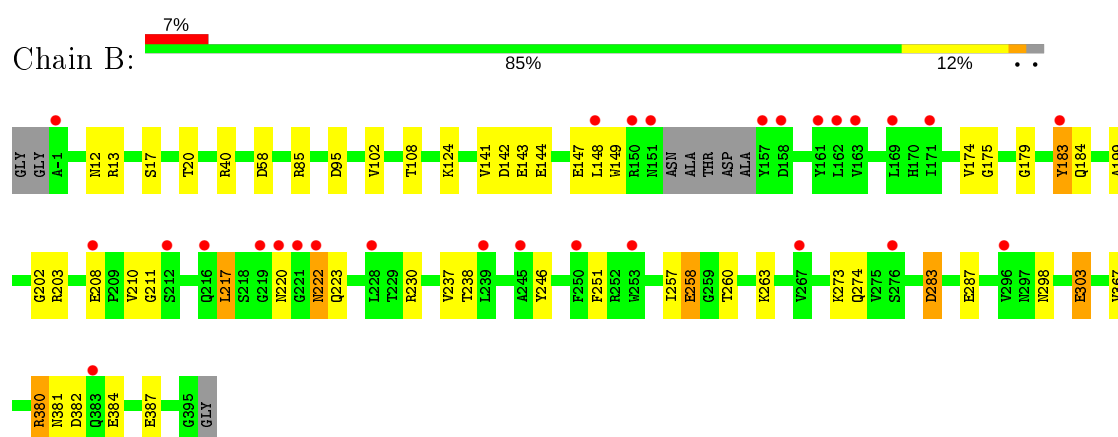 7%
Chain B:
85% 12% • •
GLY GLY A-1 N12 R13 S17 T20 R40 D58 R85 D95 V102 T108 K124 V141 D142 E143 E144 E147 L148 W149 R150 N151 ASN ALA THR ASP ALA Y157 D158 Y161 L162 V163 L169 H170 I171 V174 G175 G179 Y183 Q184 A199
G202 R203 E208 P209 V210 G211 S212 Q216 L217 S218 G219 N220 G221 N222 Q223 L228 T229 R230 V237 T238 L239 A245 Y246 F250 F251 R252 W253 I257 E258 G259 T260 K263 V267 K273 Q274 V275 S276 D283 E287 V296 N297 N298 E303 V367
R380 N381 D382 Q383 E384 E387 G395 GLY